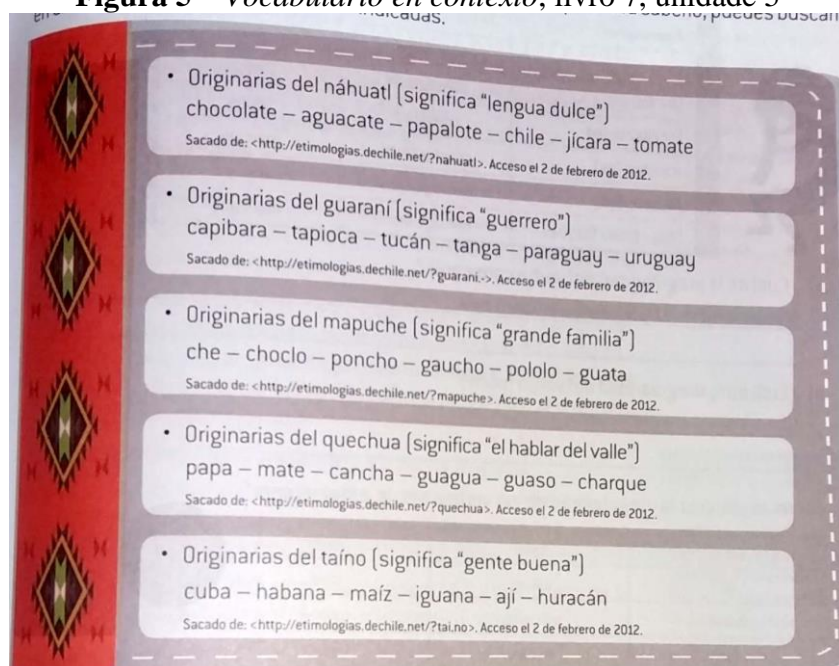 Figura 5 – Vocabulario en contexto, livro 7, unidade 5
indicadas. puedes buscar
• Originarias del náhuatl (significa "lengua dulce")
chocolate – aguacate – papalote – chile – jícara – tomate
Sacado de: <http://etimologias.dechile.net/?nahuatl>. Acceso el 2 de febrero de 2012.
• Originarias del guaraní (significa "guerrero")
capibara – tapioca – tucán – tanga – paraguay – uruguay
Sacado de: <http://etimologias.dechile.net/?guarani.->. Acceso el 2 de febrero de 2012.
• Originarias del mapuche (significa "grande familia")
che – choclo – poncho – gaucho – pololo – guata
Sacado de: <http://etimologias.dechile.net/?mapuche>. Acceso el 2 de febrero de 2012.
• Originarias del quechua (significa "el hablar del valle")
papa – mate – cancha – guagua – guaso – charque
Sacado de: <http://etimologias.dechile.net/?quechua>. Acceso el 2 de febrero de 2012.
• Originarias del taíno (significa "gente buena")
cuba – habana – maíz – iguana – ají – huracán
Sacado de: <http://etimologias.dechile.net/?tai.no>. Acceso el 2 de febrero de 2012.